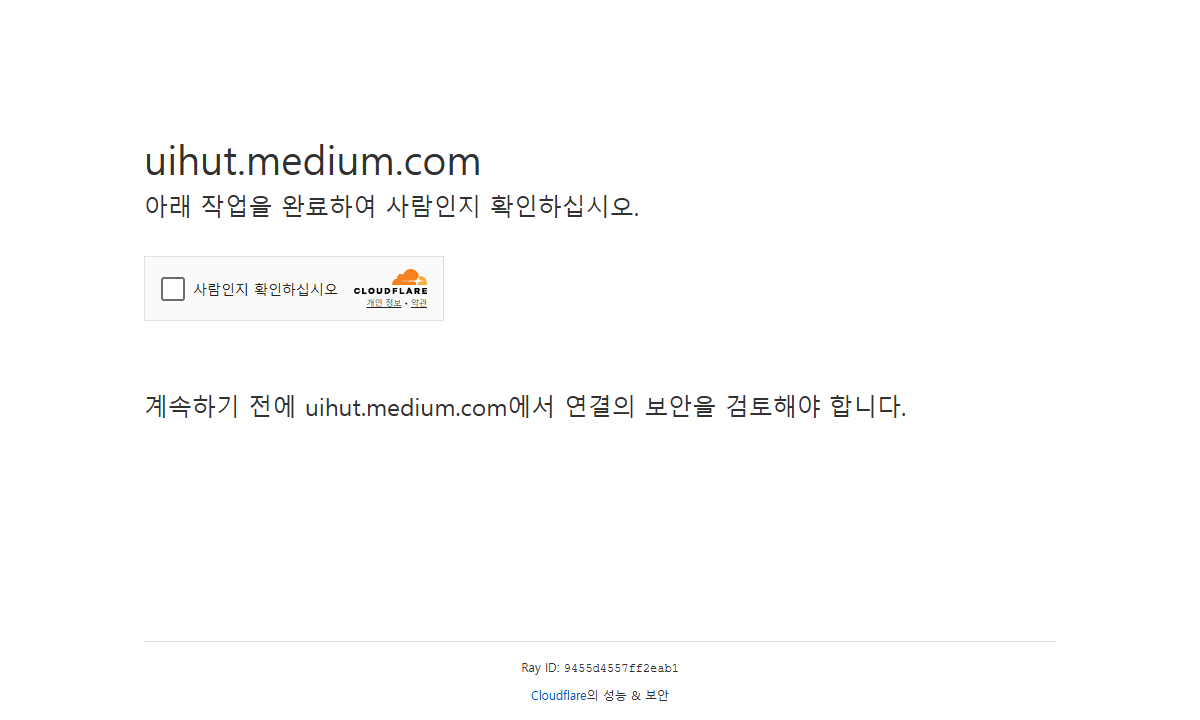 uihut.medium.com
아래 작업을 완료하여 사람인지 확인하십시오.
사람인지 확인하십시오
CLOUDFLARE
개인 정보 • 약관
계속하기 전에 uihut.medium.com에서 연결의 보안을 검토해야 합니다.
Ray ID: 9455d4557ff2eab1
Cloudflare의 성능 & 보안